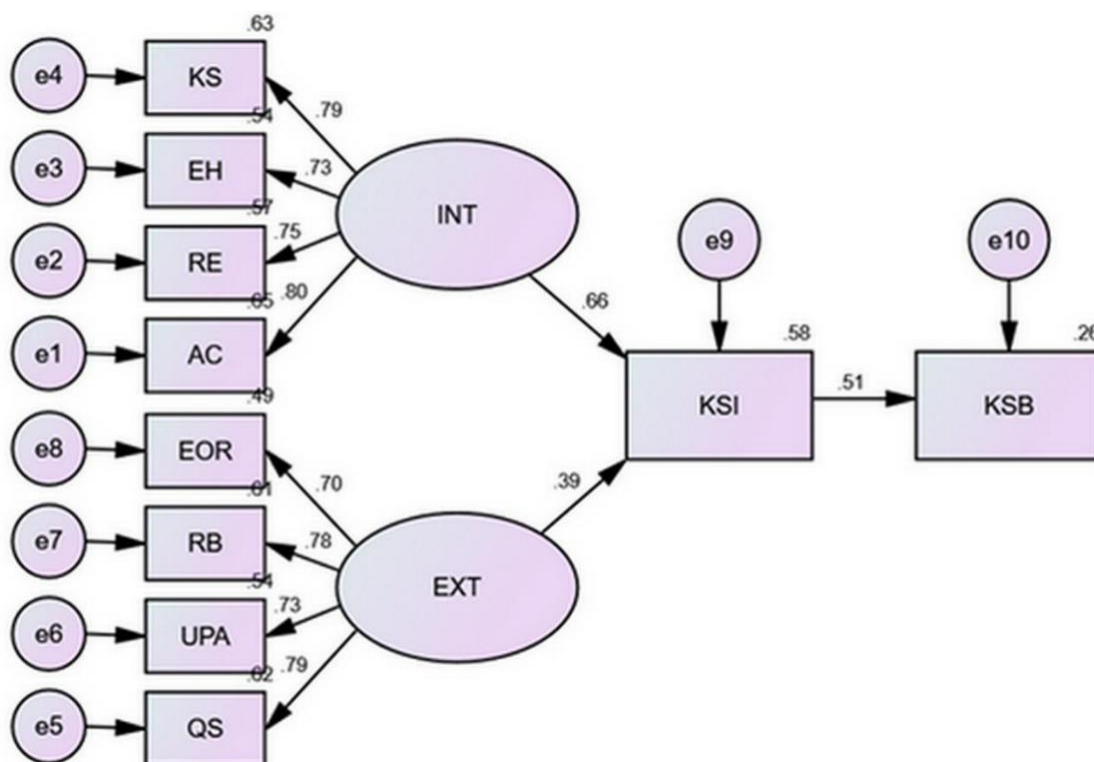 .63
e4
KS
.79
.54
e3
EH
.73
.57
e2
RE
.75
.65
.80
e1
AC
.49
e8
EOR
.70
.61
e7
RB
.78
.54
e6
UPA
.73
.62
.79
e5
QS
INT
EXT
.66
.39
e9
.58
KSI
.51
e10
.26
KSB